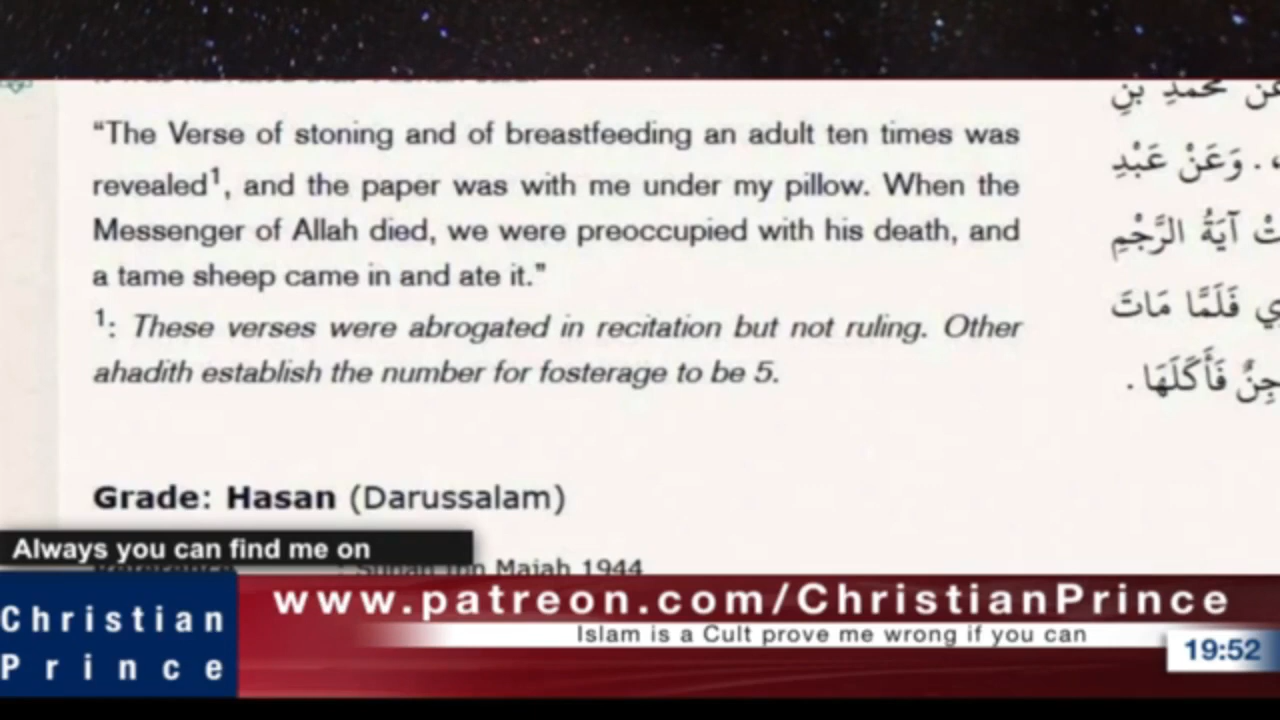 "The Verse of stoning and of breastfeeding an adult ten times was
revealed¹, and the paper was with me under my pillow. When the
Messenger of Allah died, we were preoccupied with his death, and
a tame sheep came in and ate it."
¹: These verses were abrogated in recitation but not ruling. Other
ahadith establish the number for fosterage to be 5.
عَنْ مُحَمَّدِ بْنِ
. وَعَنْ عَبْدِ
آيَةُ الرَّجْمِ
فَلَمَّا مَاتَ
فَأَكَلَهَا .
Grade: Hasan (Darussalam)
Always you can find me on
: Sunan Ibn Majah 1944
Christian
Prince
www.patreon.com/ChristianPrince
Islam is a Cult prove me wrong if you can
19:52